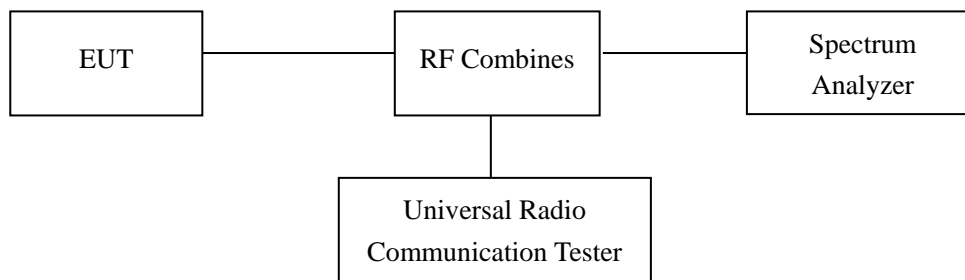 EUT
RF Combines
Spectrum
Analyzer
Universal Radio
Communication Tester